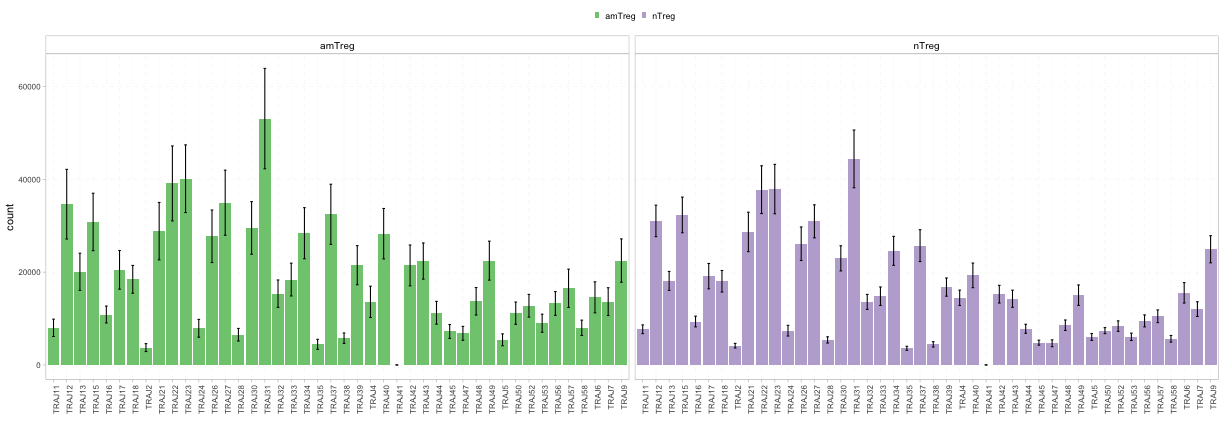 amTreg nTreg
amTreg nTreg
count
60000
40000
20000
0
TRAJ11 TRAJ12 TRAJ13 TRAJ15 TRAJ16 TRAJ17 TRAJ18 TRAJ2 TRAJ21 TRAJ22 TRAJ23 TRAJ24 TRAJ26 TRAJ27 TRAJ28 TRAJ30 TRAJ31 TRAJ32 TRAJ33 TRAJ34 TRAJ35 TRAJ37 TRAJ38 TRAJ39 TRAJ4 TRAJ40 TRAJ41 TRAJ42 TRAJ43 TRAJ44 TRAJ45 TRAJ47 TRAJ48 TRAJ49 TRAJ5 TRAJ50 TRAJ52 TRAJ53 TRAJ56 TRAJ57 TRAJ58 TRAJ6 TRAJ7 TRAJ9
TRAJ11 TRAJ12 TRAJ13 TRAJ15 TRAJ16 TRAJ17 TRAJ18 TRAJ2 TRAJ21 TRAJ22 TRAJ23 TRAJ24 TRAJ26 TRAJ27 TRAJ28 TRAJ30 TRAJ31 TRAJ32 TRAJ33 TRAJ34 TRAJ35 TRAJ37 TRAJ38 TRAJ39 TRAJ4 TRAJ40 TRAJ41 TRAJ42 TRAJ43 TRAJ44 TRAJ45 TRAJ47 TRAJ48 TRAJ49 TRAJ5 TRAJ50 TRAJ52 TRAJ53 TRAJ56 TRAJ57 TRAJ58 TRAJ6 TRAJ7 TRAJ9